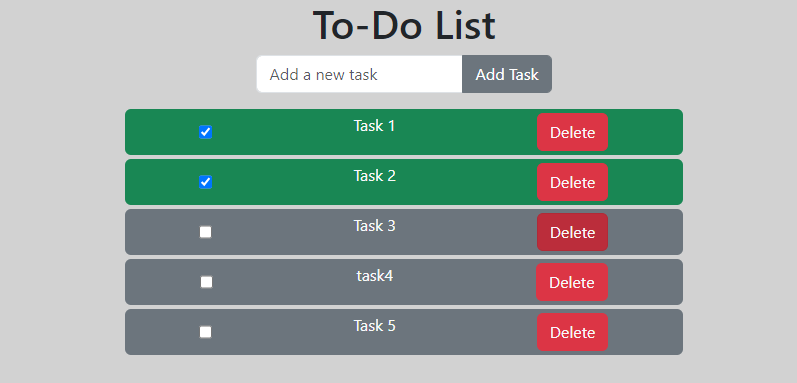 To-Do List
Add a new task Add Task
Task 1 Delete
Task 2 Delete
Task 3 Delete
task4 Delete
Task 5 Delete